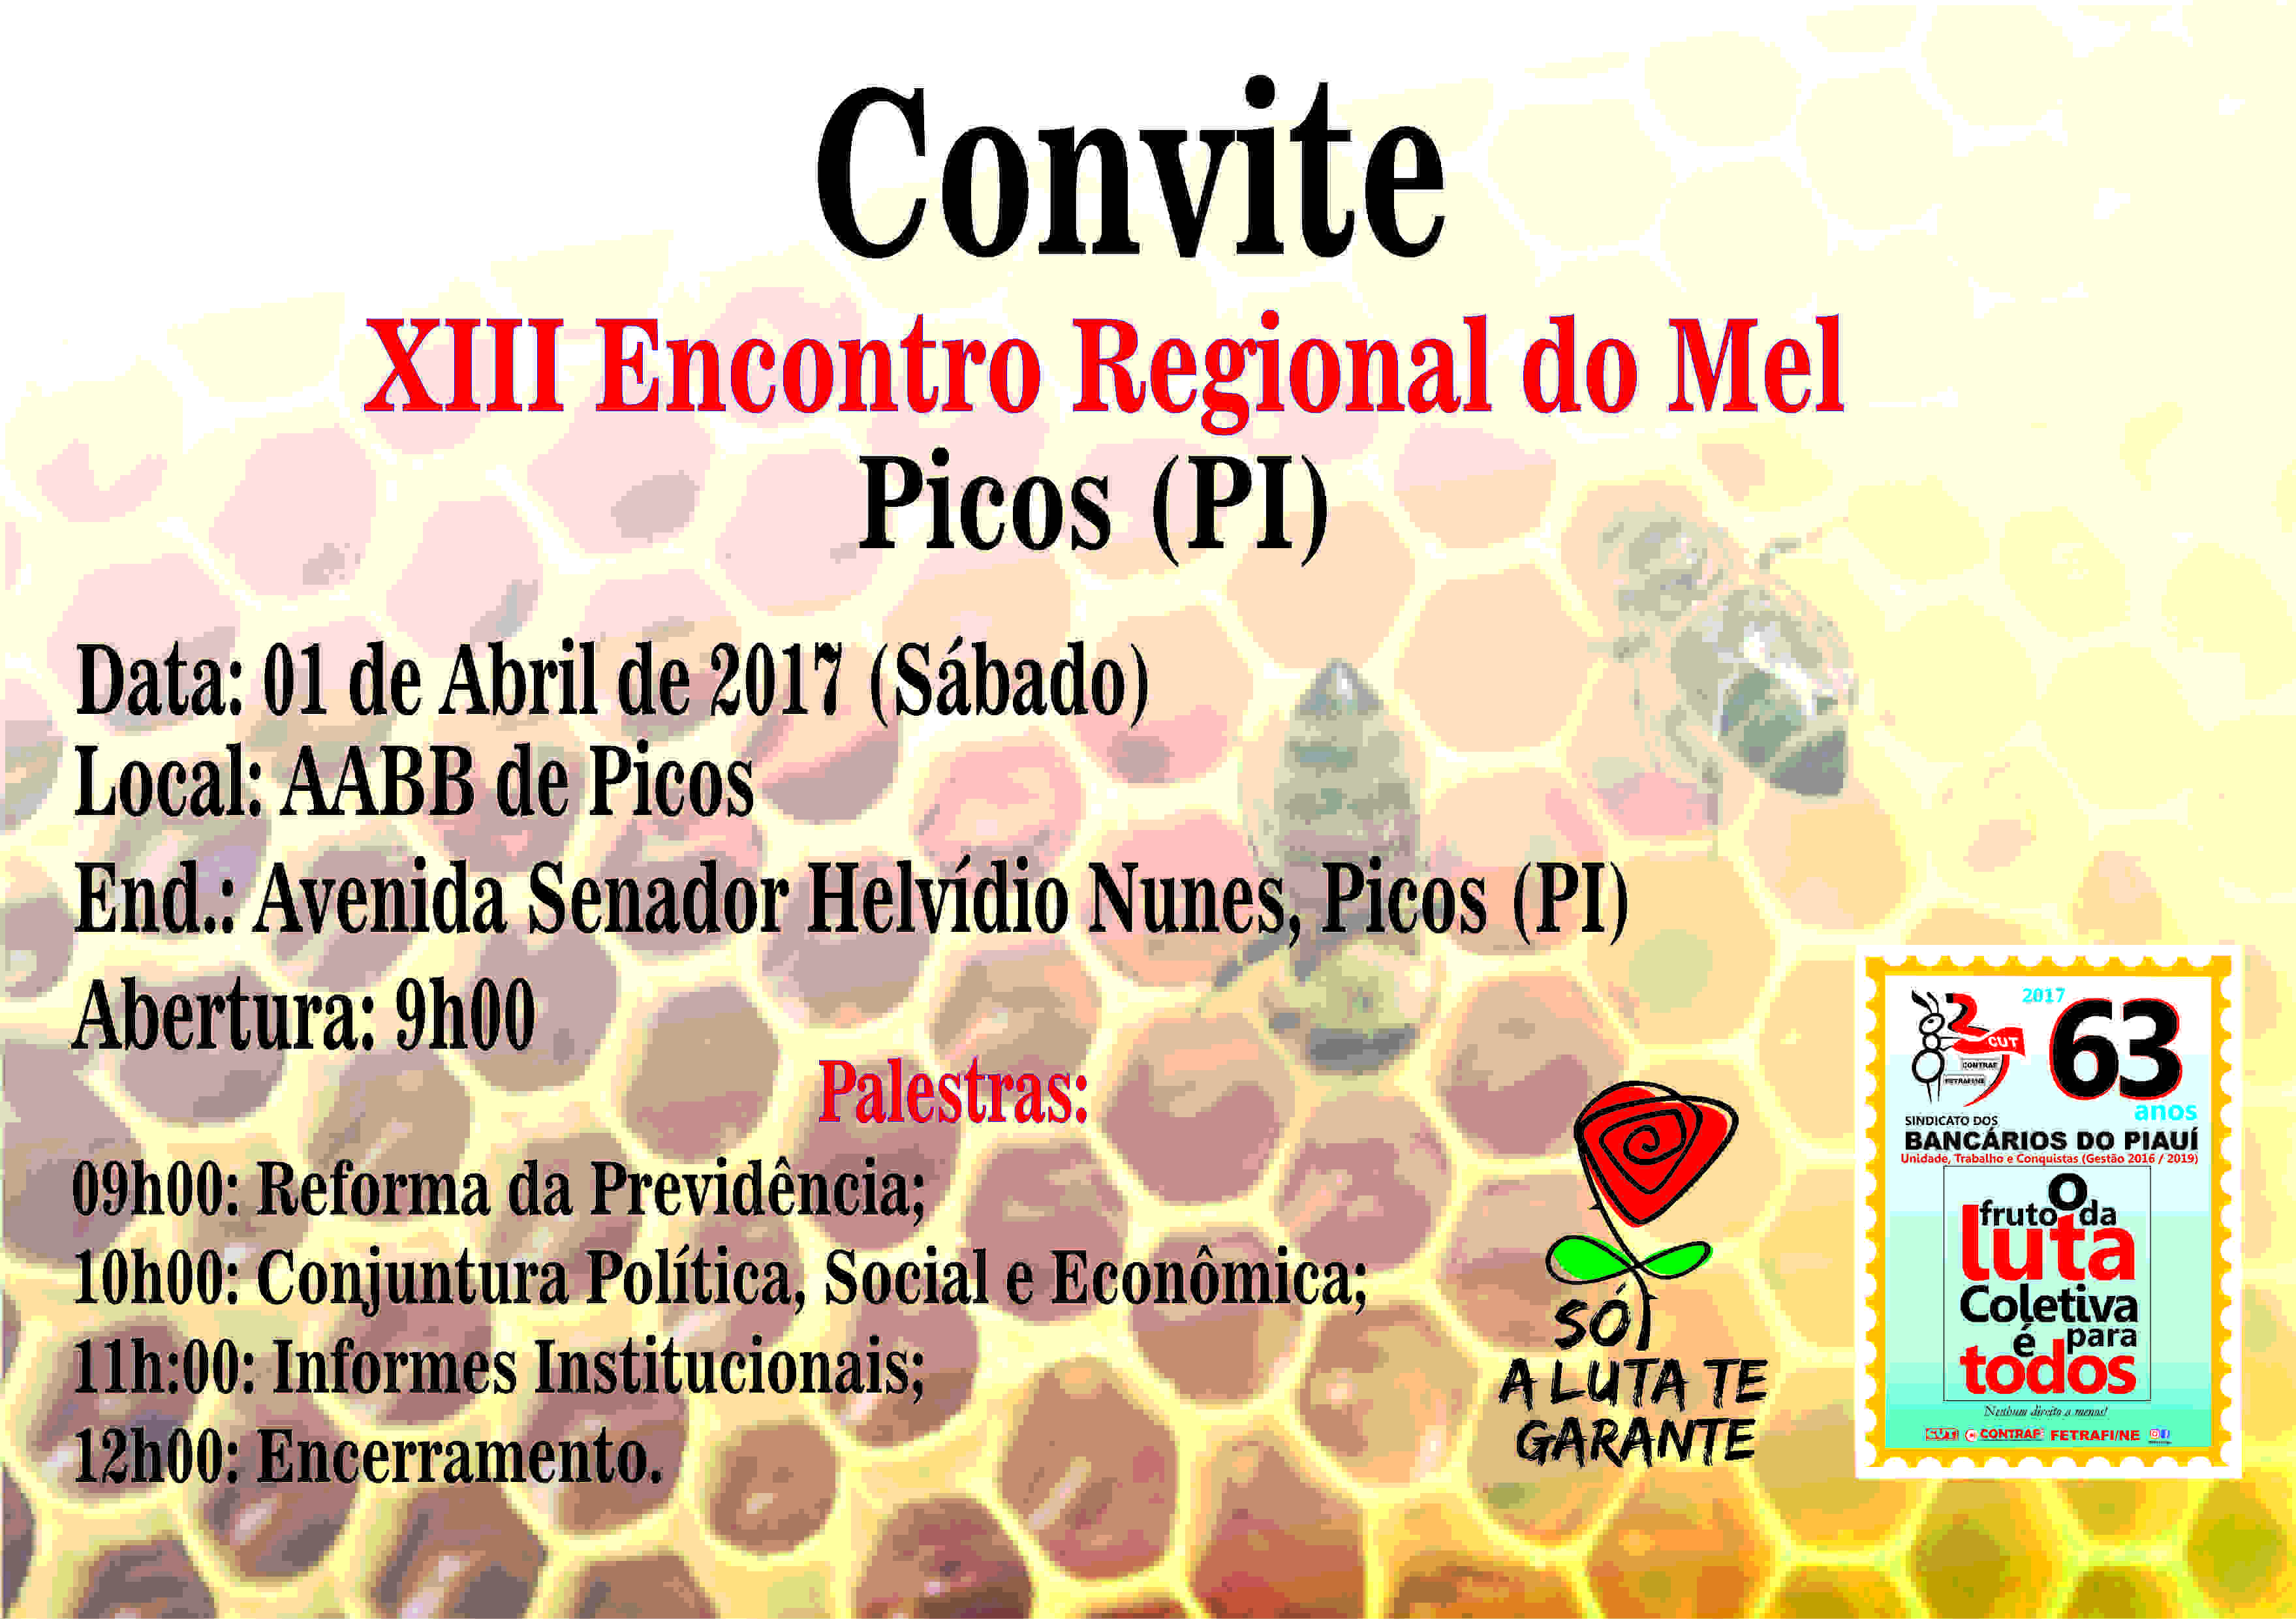 Convite
XIII Encontro Regional do Mel
Picos (PI)
Data: 01 de Abril de 2017 (Sábado)
Local: AABB de Picos
End.: Avenida Senador Helvídio Nunes, Picos (PI)
Abertura: 9h00
Palestras:
09h00: Reforma da Previdência;
10h00: Conjuntura Política, Social e Econômica;
11h:00: Informes Institucionais;
12h00: Encerramento.
SÓ
A LUTA TE
GARANTE
2017
63
anos
CUT
CONTRAF
FETRAFI/NE
SINDICATO DOS
BANCÁRIOS DO PIAUÍ
Unidade, Trabalho e Conquistas (Gestão 2016 / 2019)
O
fruto da
luta
Coletiva
é para
todos
Nenhum direito a menos!
CUT CONTRAF FETRAFI/NE